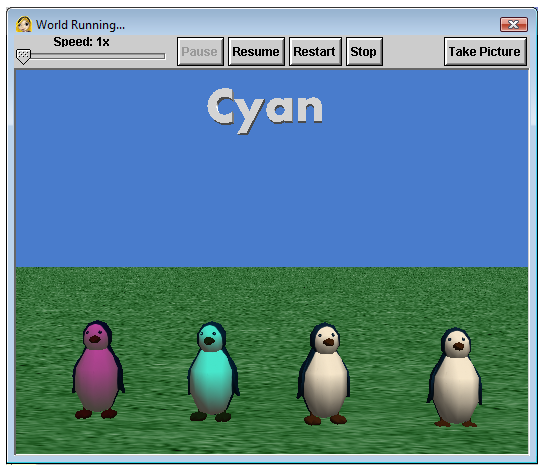 World Running...
Speed: 1x
Pause Resume Restart Stop Take Picture
Cyan